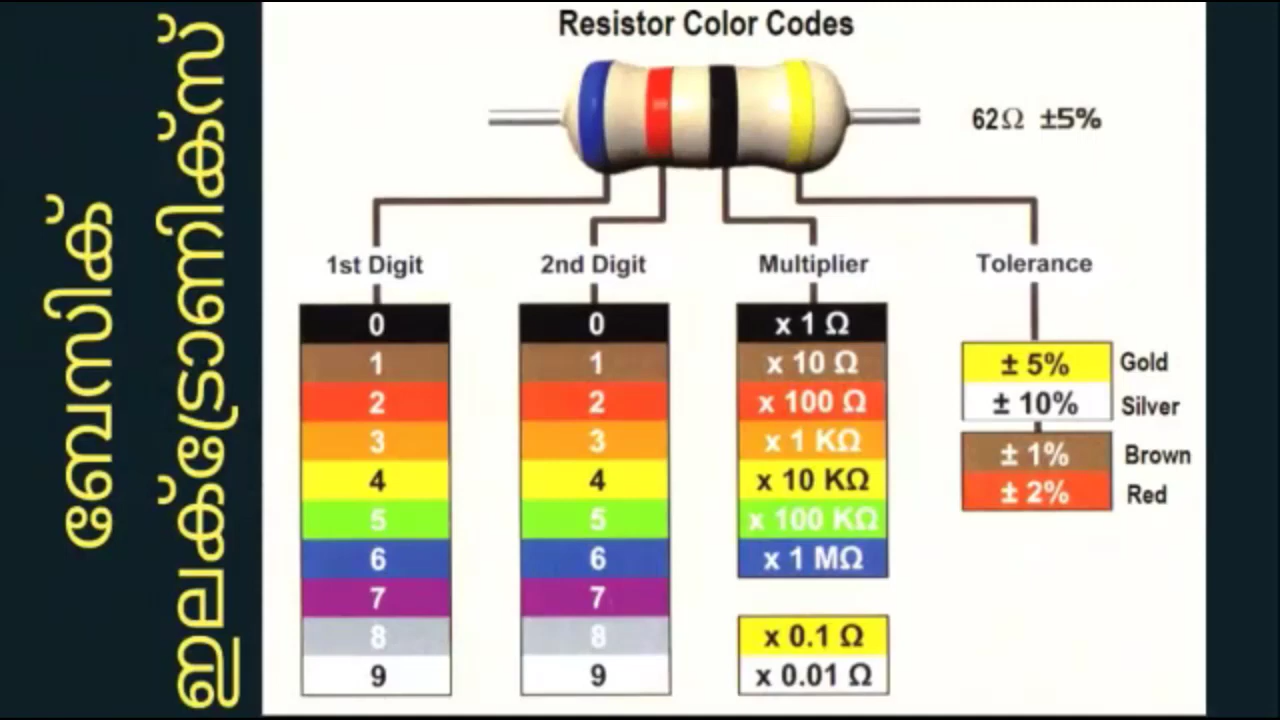 ബേസിക്
ഇലക്ട്രോണിക്സ്
Resistor Color Codes
62Ω ±5%
1st Digit 2nd Digit Multiplier Tolerance
0 0 x 1 Ω
1 1 x 10 Ω ± 5% Gold
2 2 x 100 Ω ± 10% Silver
3 3 x 1 KΩ ± 1% Brown
4 4 x 10 KΩ ± 2% Red
5 5 x 100 KΩ
6 6 x 1 MΩ
7 7
8 8 x 0.1 Ω
9 9 x 0.01 Ω